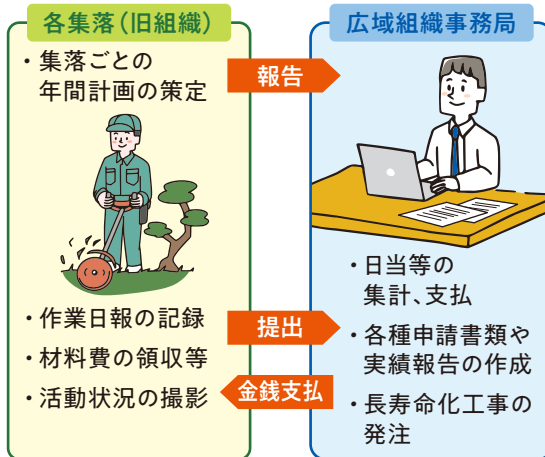 各集落(旧組織)
・集落ごとの
年間計画の策定
・作業日報の記録
・材料費の領収等
・活動状況の撮影
報告
提出
金銭支払
広域組織事務局
・日当等の
集計、支払
・各種申請書類や
実績報告の作成
・長寿命化工事の
発注